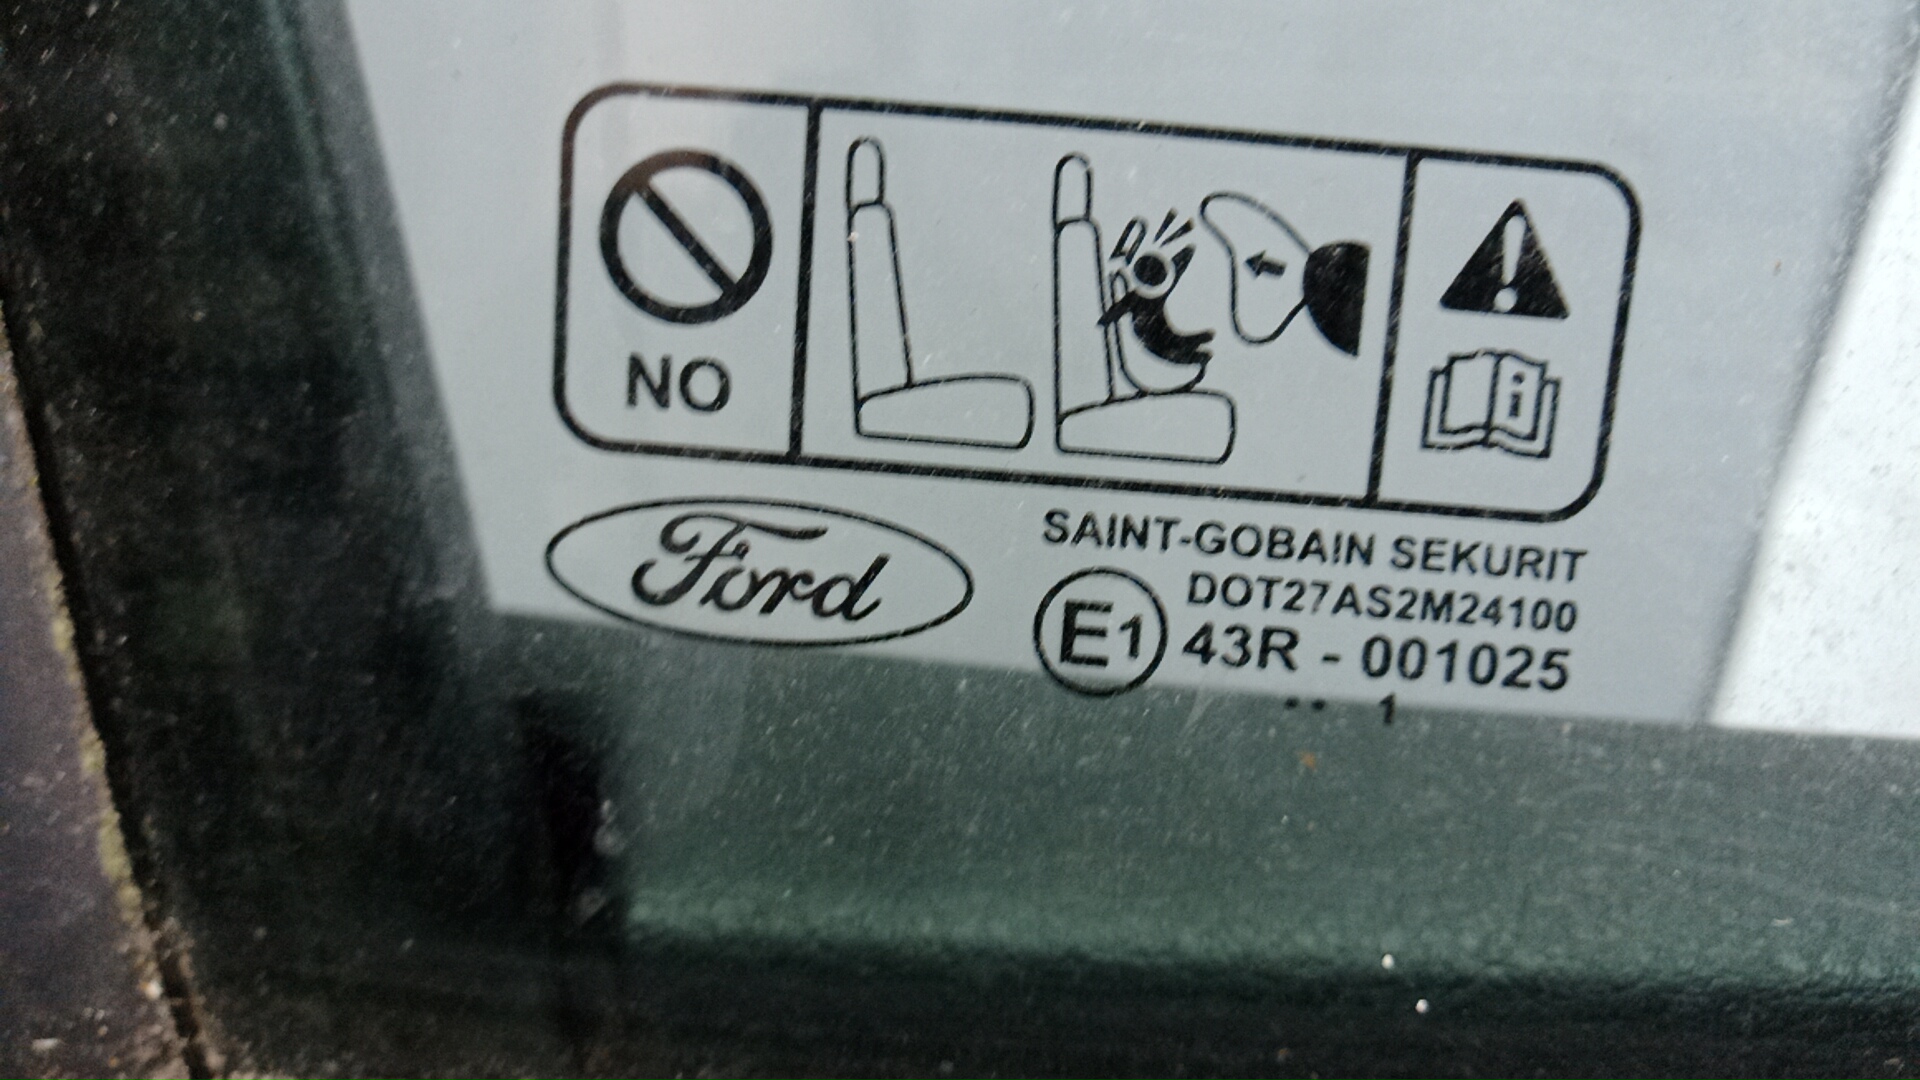 NO
Ford
SAINT-GOBAIN SEKURIT
DOT27AS2M24100
E1 43R - 001025
.. 1